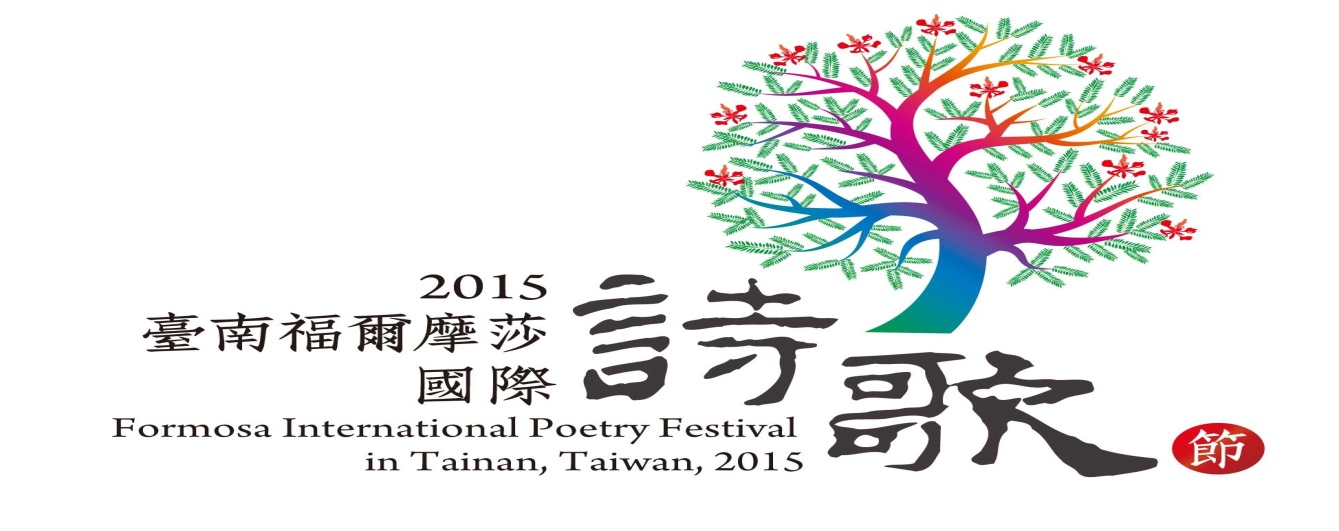 2015
臺南福爾摩莎
國際
詩歌節
Formosa International Poetry Festival
in Tainan, Taiwan, 2015